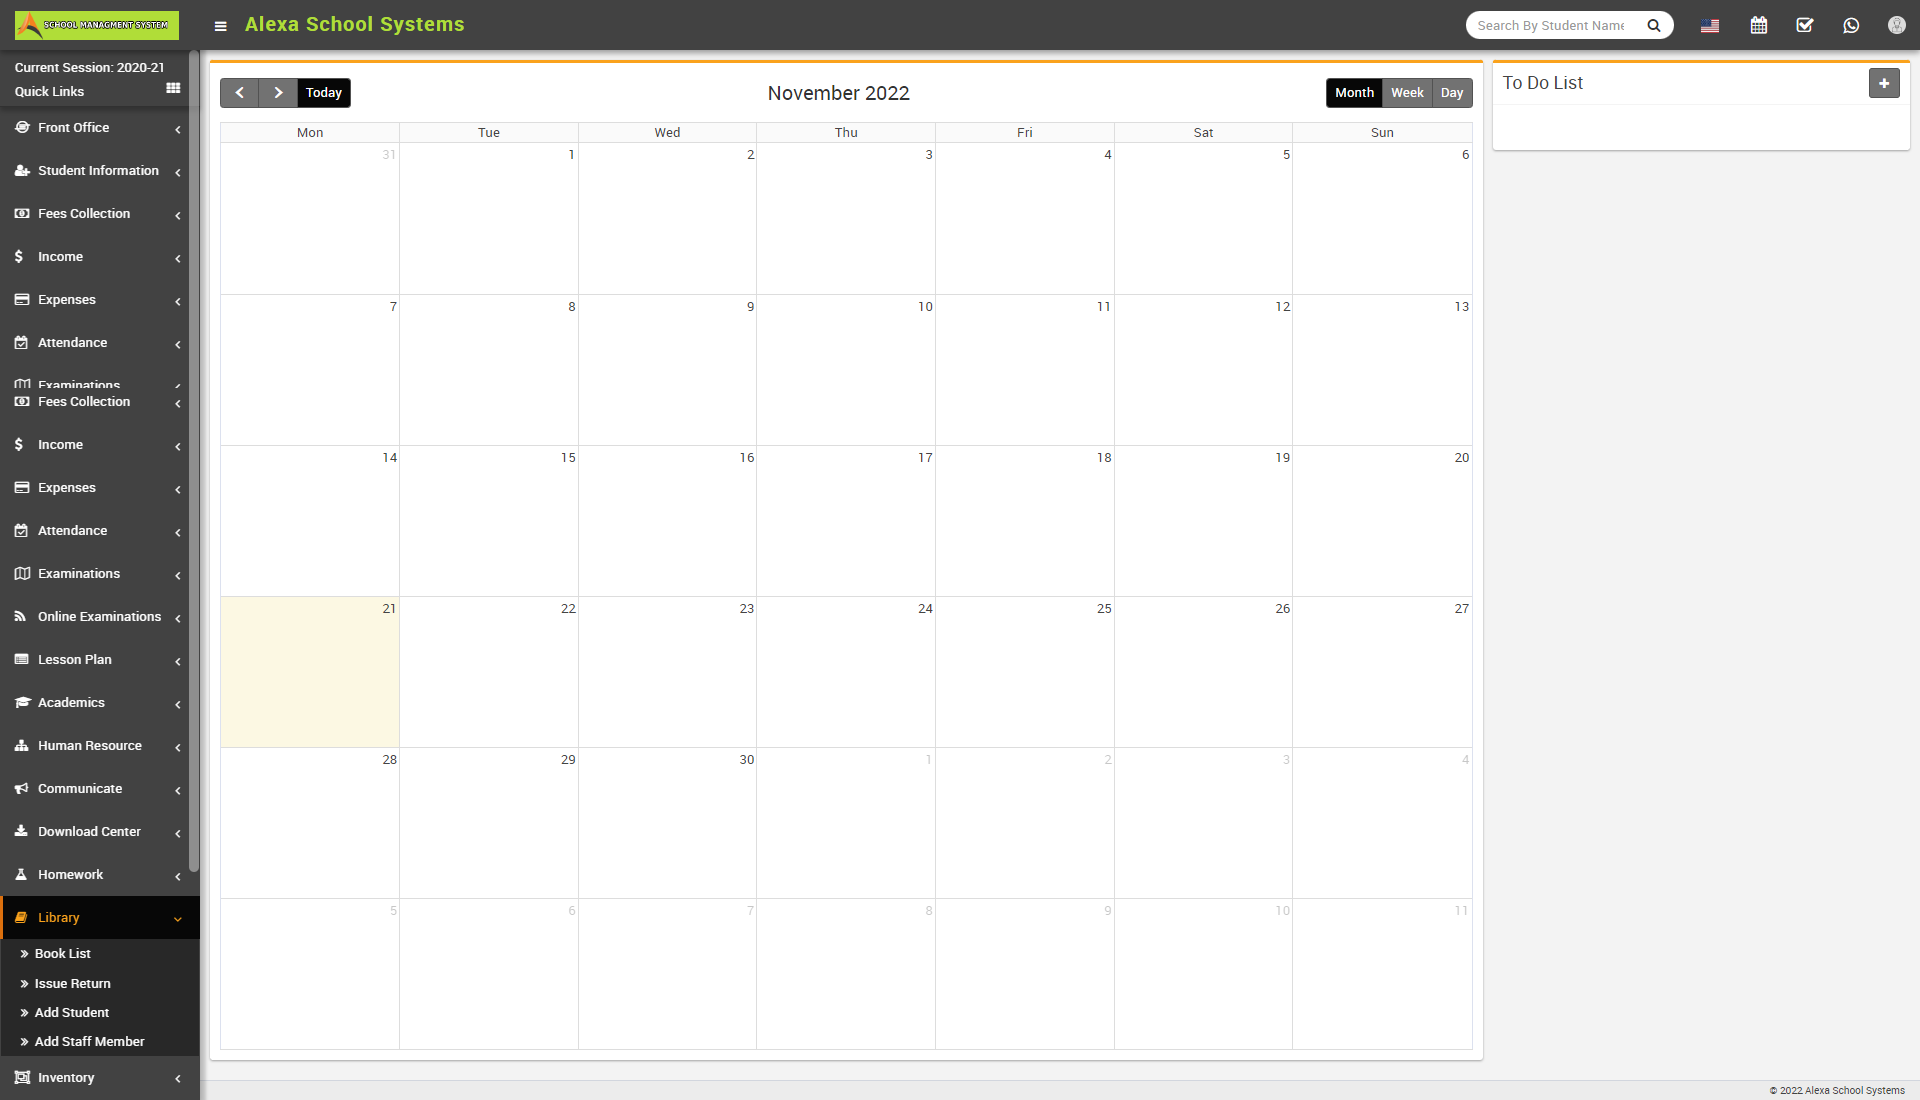 SCHOOL MANAGMENT SYSTEM
Alexa School Systems
Search By Student Name
Current Session: 2020-21
Quick Links
Front Office
Student Information
Fees Collection
Income
Expenses
Attendance
Examinations
Fees Collection
Income
Expenses
Attendance
Examinations
Online Examinations
Lesson Plan
Academics
Human Resource
Communicate
Download Center
Homework
Library
Book List
Issue Return
Add Student
Add Staff Member
Inventory
Today
November 2022
Month Week Day
Mon Tue Wed Thu Fri Sat Sun
31 1 2 3 4 5 6
7 8 9 10 11 12 13
14 15 16 17 18 19 20
21 22 23 24 25 26 27
28 29 30 1 2 3 4
5 6 7 8 9 10 11
To Do List
© 2022 Alexa School Systems